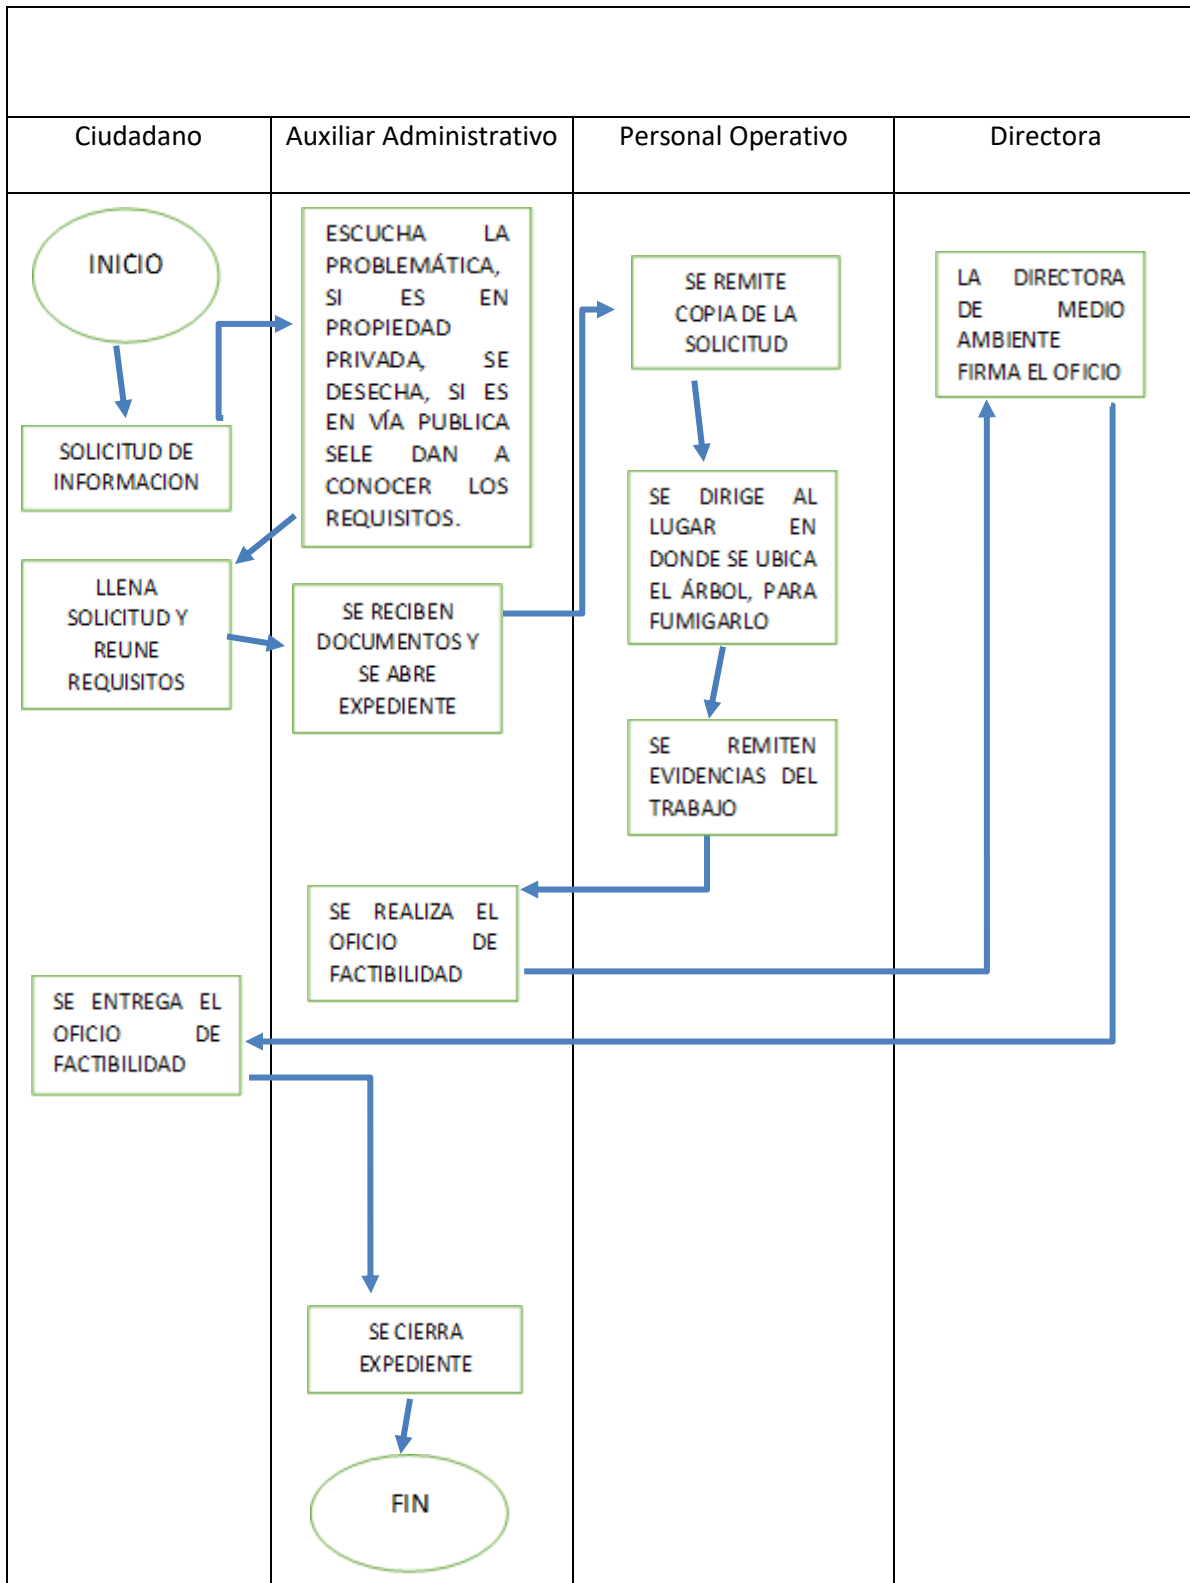 Ciudadano
Auxiliar Administrativo
Personal Operativo
Directora
INICIO
SOLICITUD DE
INFORMACION
ESCUCHA LA
PROBLEMÁTICA,
SI ES EN
PROPIEDAD
PRIVADA, SE
DESECHA, SI ES
EN VÍA PUBLICA
SELE DAN A
CONOCER LOS
REQUISITOS.
LLENA
SOLICITUD Y
REUNE
REQUISITOS
SE RECIBEN
DOCUMENTOS Y
SE ABRE
EXPEDIENTE
SE REMITE
COPIA DE LA
SOLICITUD
SE DIRIGE AL
LUGAR EN
DONDE SE UBICA
EL ÁRBOL, PARA
FUMIGARLO
SE REMITEN
EVIDENCIAS DEL
TRABAJO
SE REALIZA EL
OFICIO DE
FACTIBILIDAD
LA DIRECTORA
DE MEDIO
AMBIENTE
FIRMA EL OFICIO
SE ENTREGA EL
OFICIO DE
FACTIBILIDAD
SE CIERRA
EXPEDIENTE
FIN